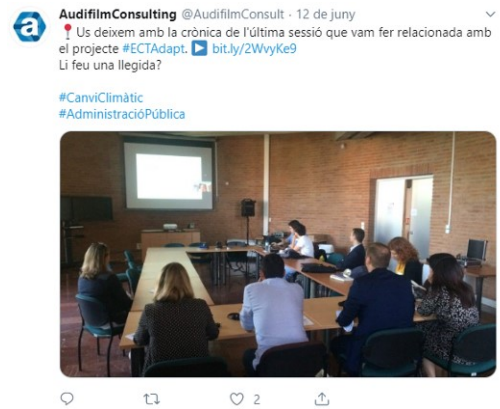 AudifilmConsulting @AudifilmConsult · 12 de juny
Us deixem amb la crònica de l'última sessió que vam fer relacionada amb
el projecte #ECTAdapt. bit.ly/2WvyKe9
Li feu una llegida?
#CanviClimàtic
#AdministracióPública
2